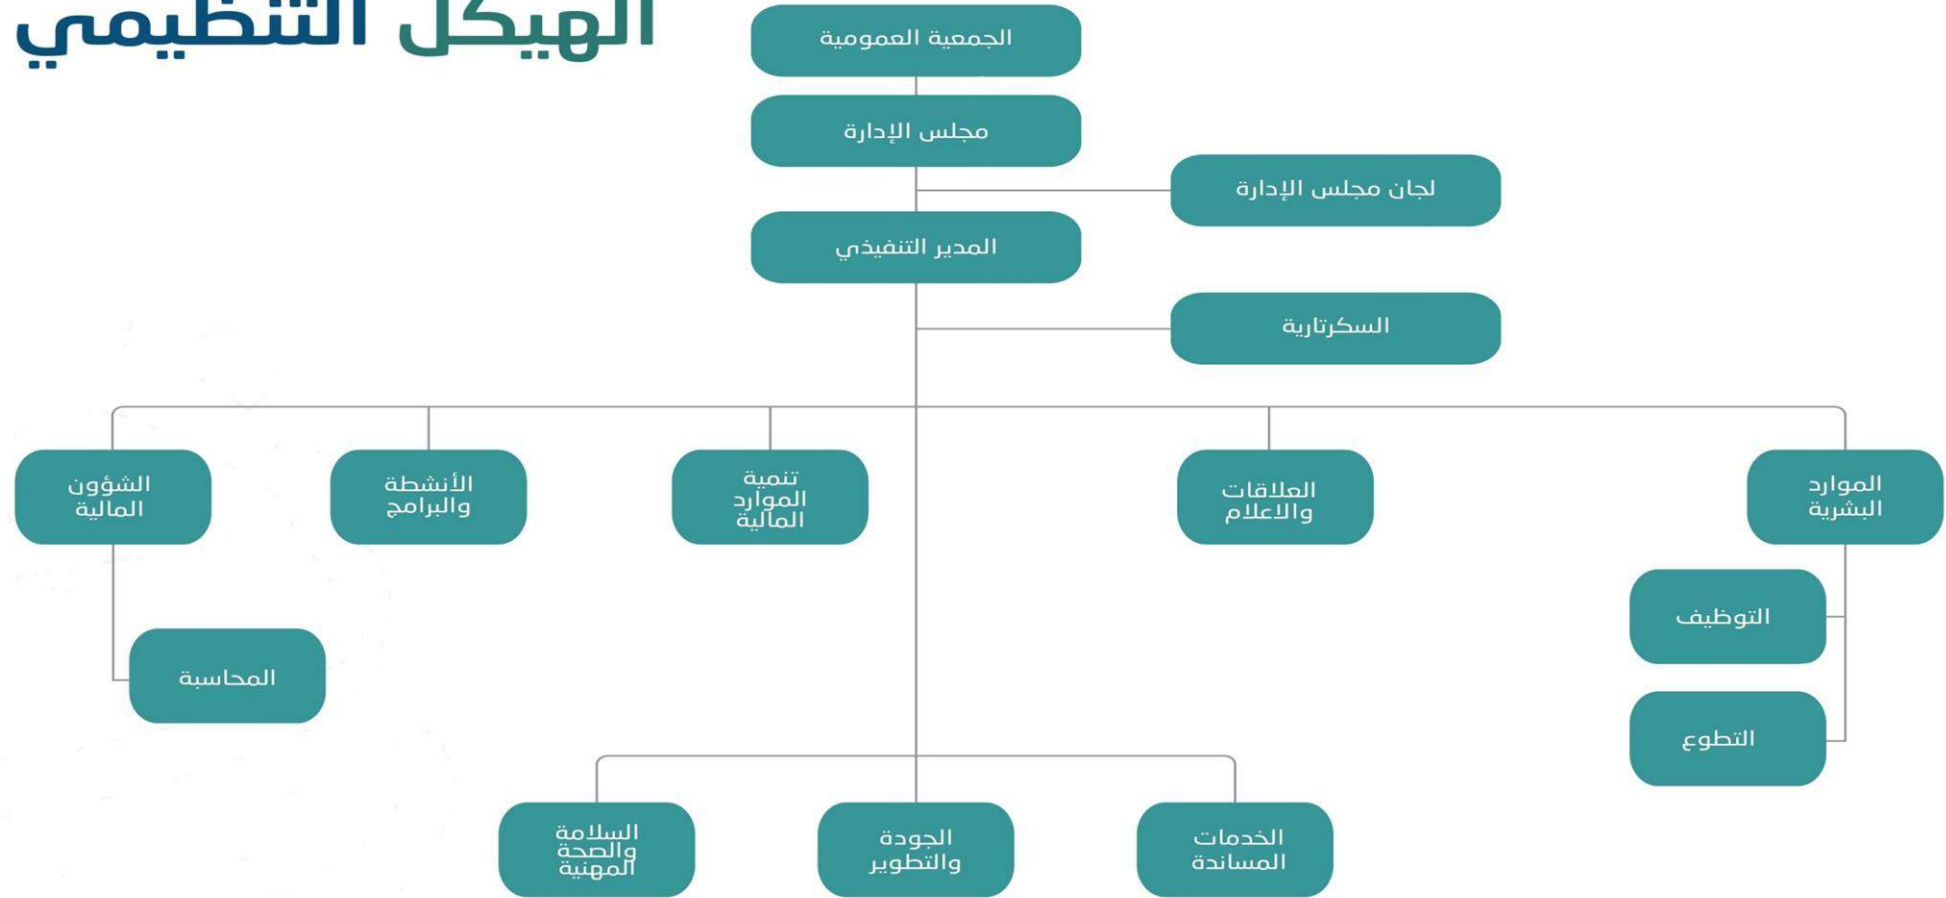 الهيكل التنظيمي
الجمعية العمومية
مجلس الإدارة
لجان مجلس الإدارة
المدير التنفيذي
السكرتارية
الموارد
البشرية
العلاقات
والاعلام
تنمية
الموارد
المالية
الأنشطة
والبرامج
الشؤون
المالية
التوظيف
التطوع
المحاسبة
الخدمات
المساندة
الجودة
والتطوير
السلامة
والصحة
المهنية